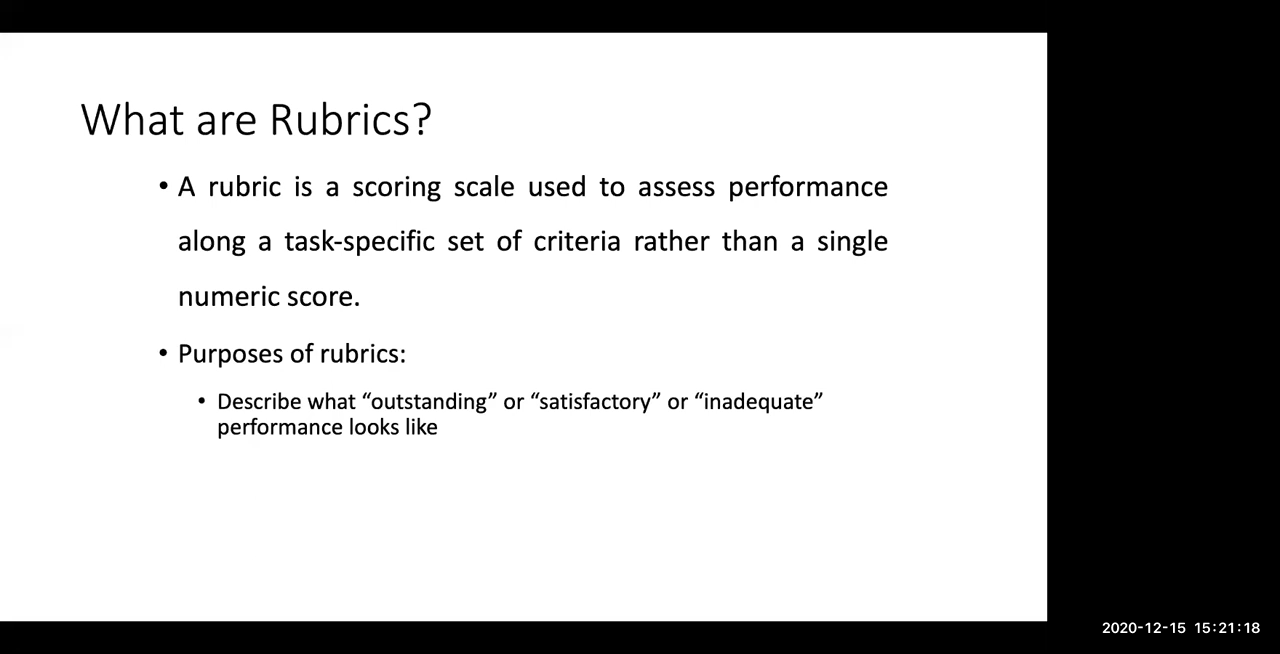 What are Rubrics?
• A rubric is a scoring scale used to assess performance
along a task-specific set of criteria rather than a single
numeric score.
• Purposes of rubrics:
• Describe what “outstanding” or “satisfactory” or “inadequate”
performance looks like
2020-12-15 15:21:18